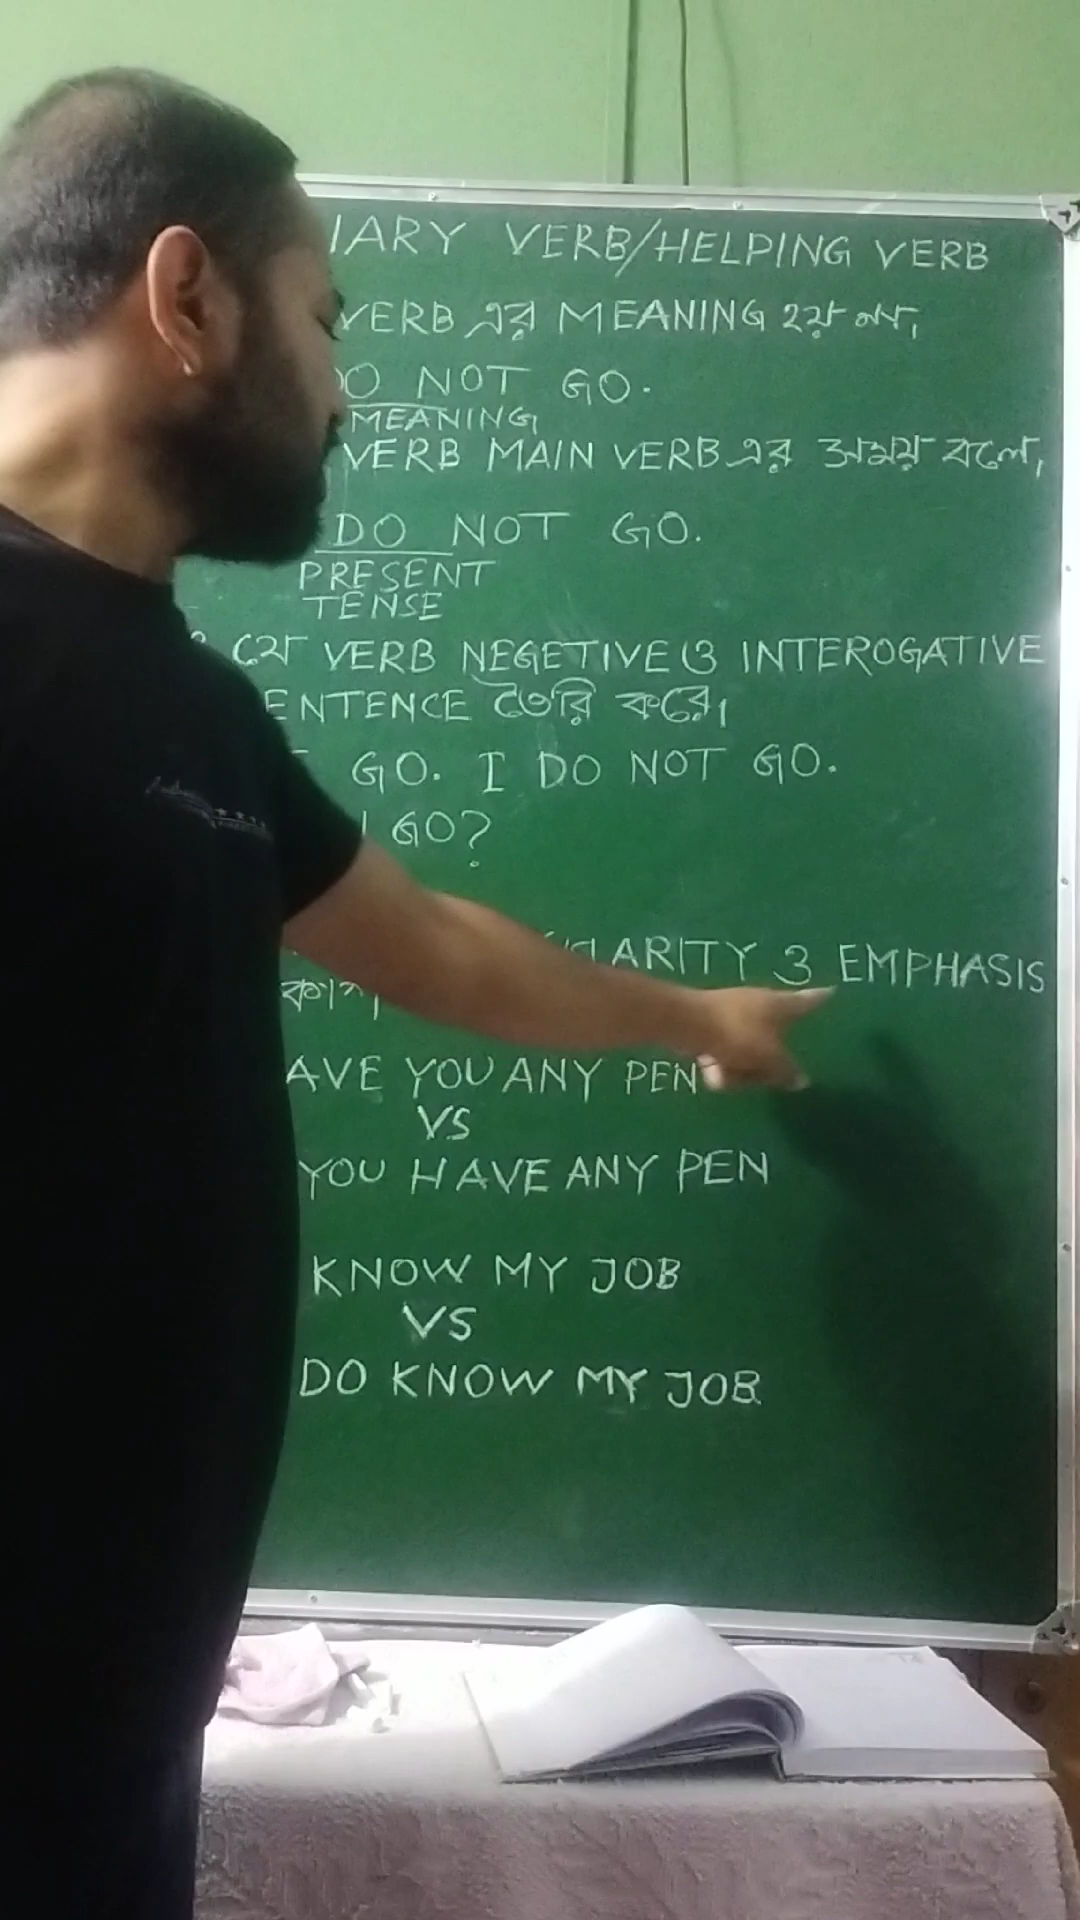 IARY VERB/HELPING VERB
VERB এর MEANING হয় না,
DO NOT GO.
MEANING
VERB MAIN VERB এর সময় বলে,
DO NOT GO.
PRESENT
TENSE
যে VERB NEGETIVE ও INTEROGATIVE
ENTENCE তৈরি করে,
GO. I DO NOT GO.
I GO?
LARITY ও EMPHASIS
AVE YOU ANY PEN
VS
YOU HAVE ANY PEN
KNOW MY JOB
VS
DO KNOW MY JOB